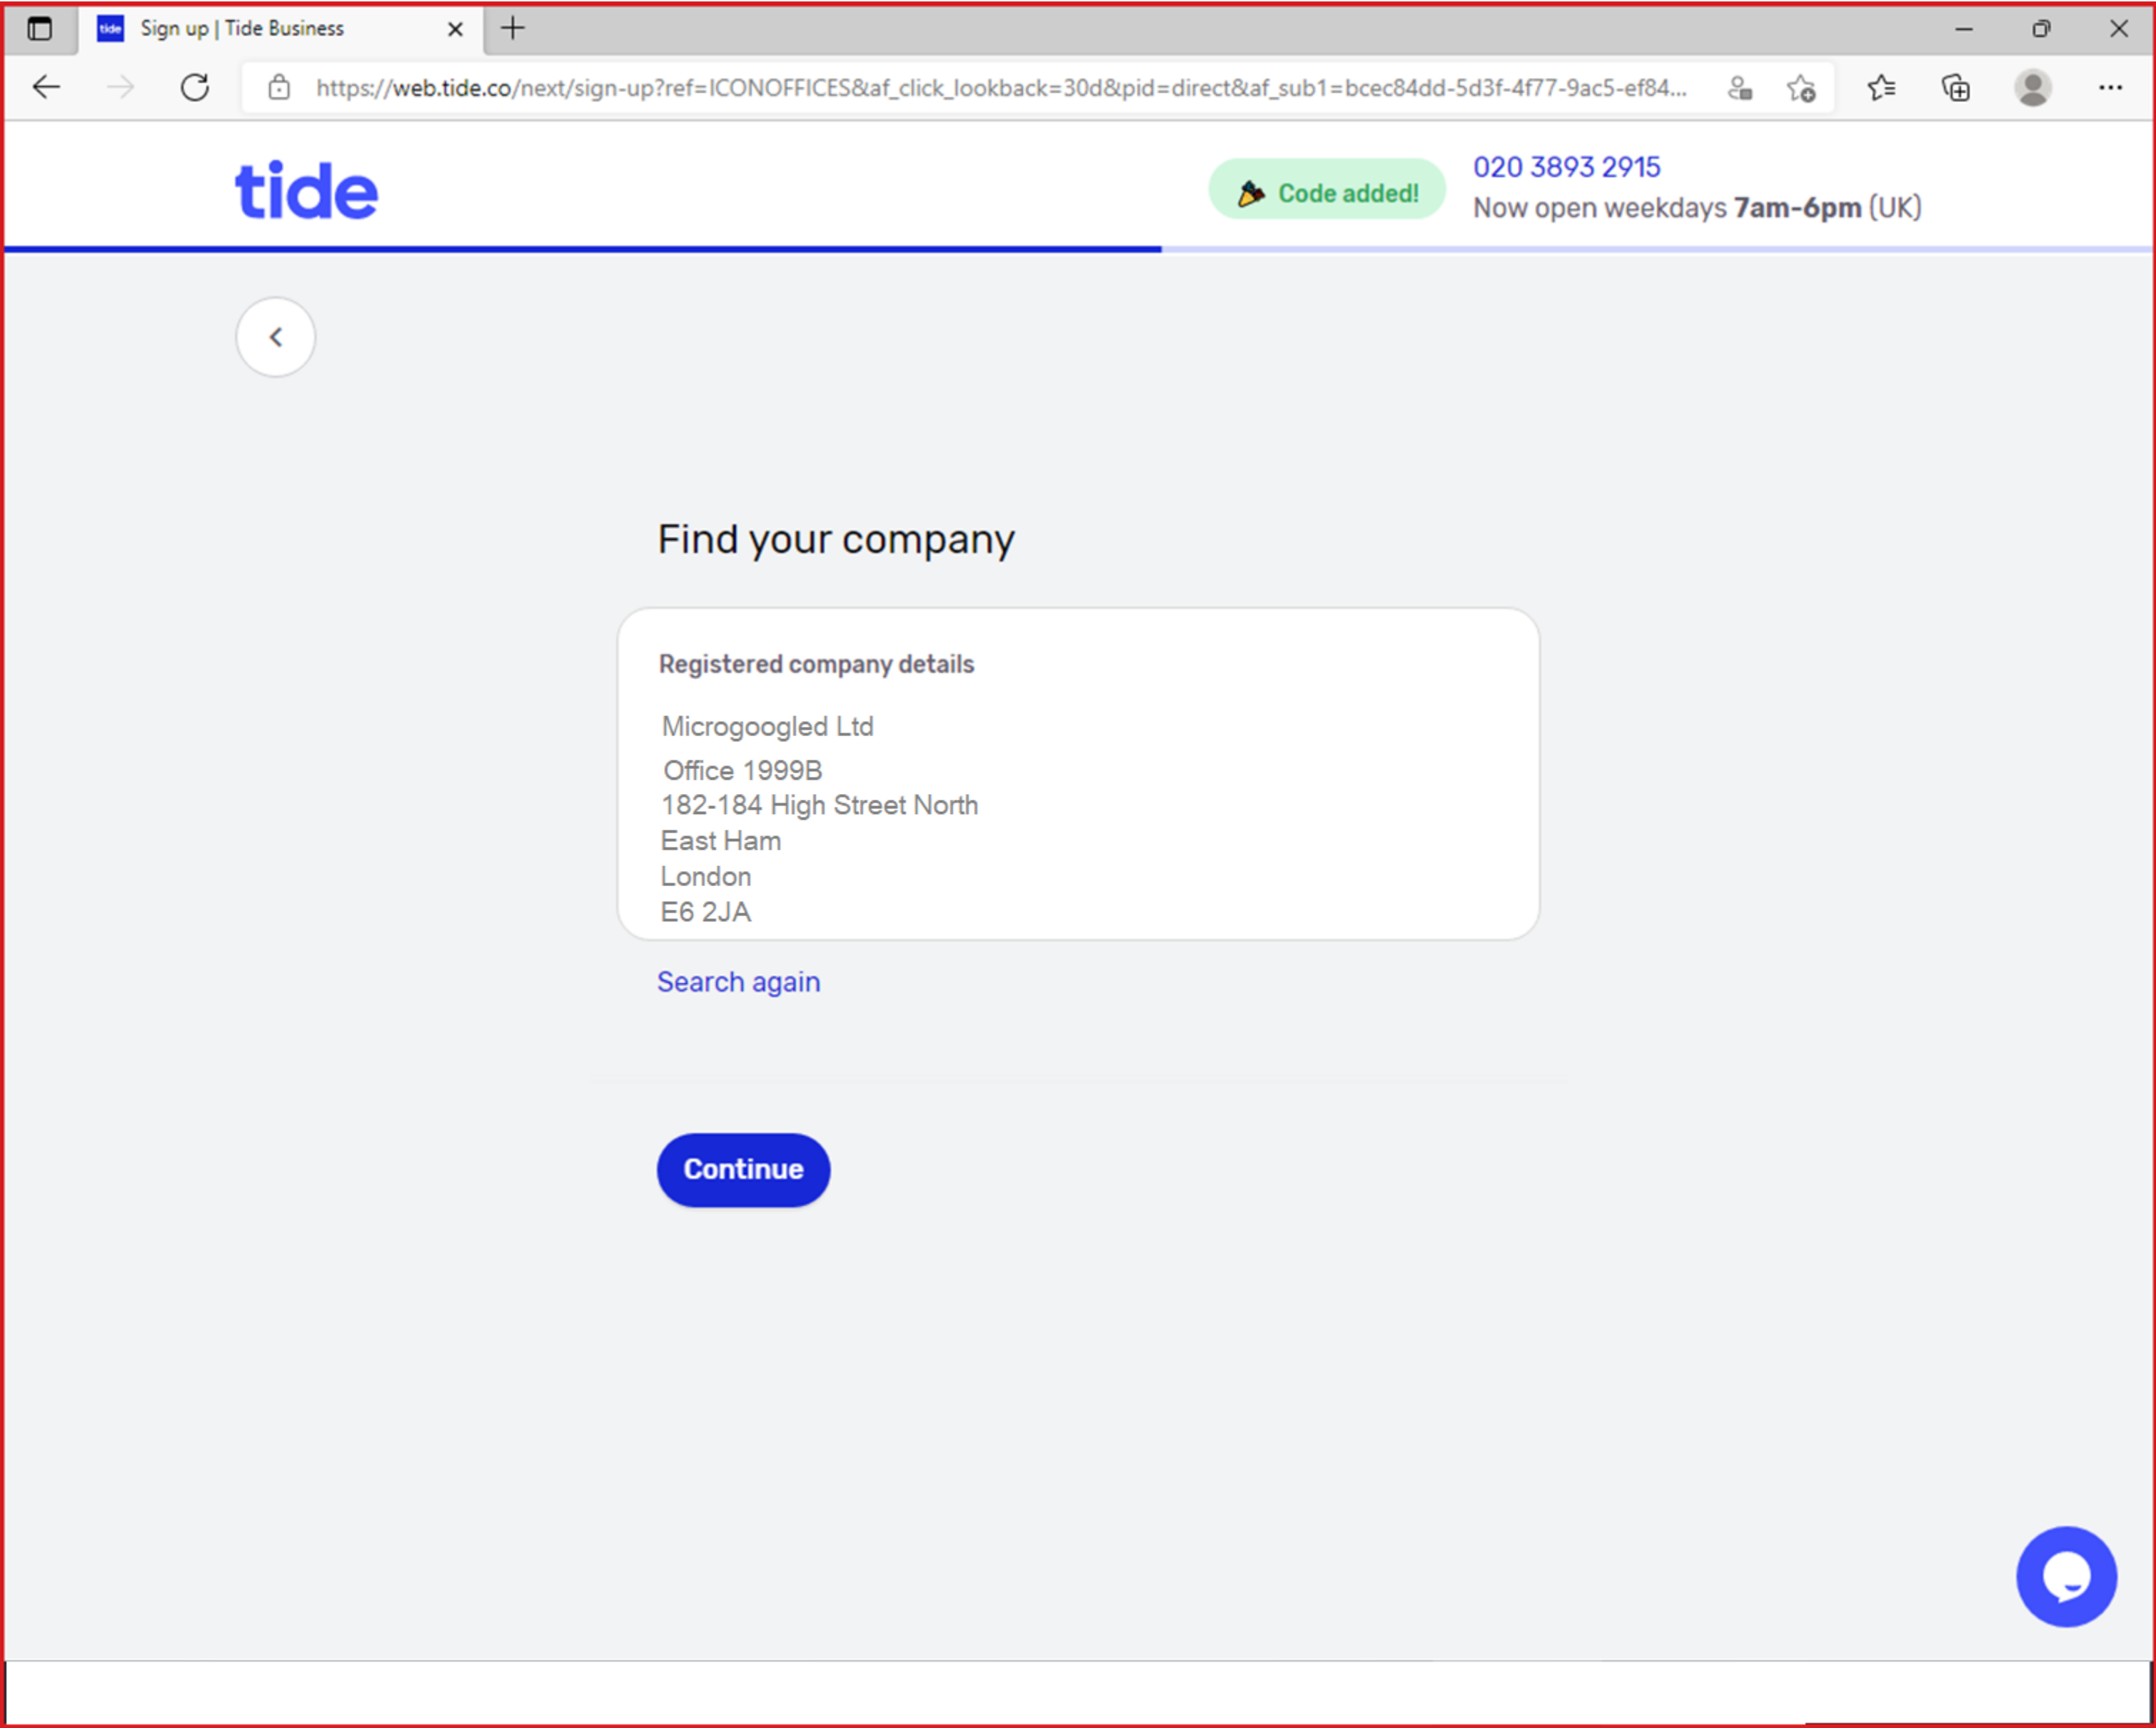 tide Sign up | Tide Business
https://web.tide.co/next/sign-up?ref=ICONOFFICES&af_click_lookback=30d&pid=direct&af_sub1=bcec84dd-5d3f-4f77-9ac5-ef84...
tide
Code added!
020 3893 2915
Now open weekdays 7am-6pm (UK)
Find your company
Registered company details
Microgoogled Ltd
Office 1999B
182-184 High Street North
East Ham
London
E6 2JA
Search again
Continue